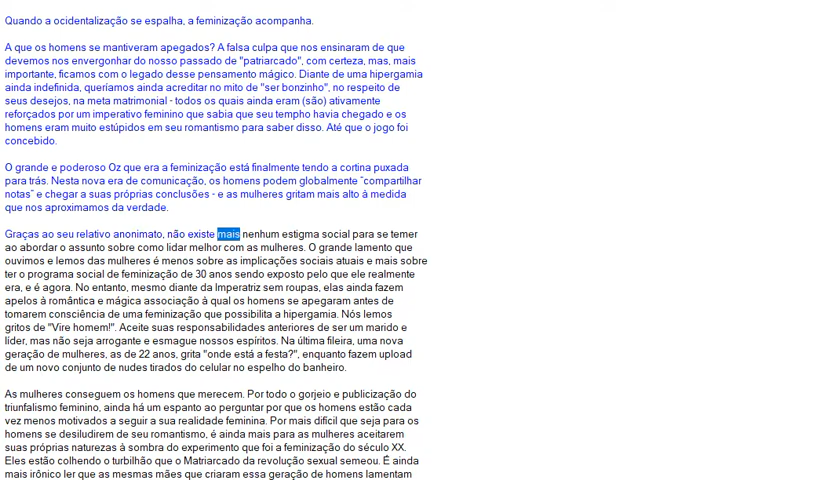 Quando a ocidentalização se espalha, a feminização acompanha.
A que os homens se mantiveram apegados? A falsa culpa que nos ensinaram de que
devemos nos envergonhar do nosso passado de "patriarcado", com certeza, mas, mais
importante, ficamos com o legado desse pensamento mágico. Diante de uma hipergamia
ainda indefinida, queríamos ainda acreditar no mito de "ser bonzinho", no respeito de
seus desejos, na meta matrimonial - todos os quais ainda eram (são) ativamente
reforçados por um imperativo feminino que sabia que seu tempho havia chegado e os
homens eram muito estúpidos em seu romantismo para saber disso. Até que o jogo foi
concebido.
O grande e poderoso Oz que era a feminização está finalmente tendo a cortina puxada
para trás. Nesta nova era de comunicação, os homens podem globalmente “compartilhar
notas” e chegar a suas próprias conclusões - e as mulheres gritam mais alto à medida
que nos aproximamos da verdade.
Graças ao seu relativo anonimato, não existe mais nenhum estigma social para se temer
ao abordar o assunto sobre como lidar melhor com as mulheres. O grande lamento que
ouvimos e lemos das mulheres é menos sobre as implicações sociais atuais e mais sobre
ter o programa social de feminização de 30 anos sendo exposto pelo que ele realmente
era, e é agora. No entanto, mesmo diante da Imperatriz sem roupas, elas ainda fazem
apelos à romântica e mágica associação à qual os homens se apegaram antes de
tomarem consciência de uma feminização que possibilita a hipergamia. Nós lemos
gritos de "Vire homem!". Aceite suas responsabilidades anteriores de ser um marido e
líder, mas não seja arrogante e esmague nossos espíritos. Na última fileira, uma nova
geração de mulheres, as de 22 anos, grita "onde está a festa?", enquanto fazem upload
de um novo conjunto de nudes tirados do celular no espelho do banheiro.
As mulheres conseguem os homens que merecem. Por todo o gorjeio e publicização do
triunfalismo feminino, ainda há um espanto ao perguntar por que os homens estão cada
vez menos motivados a seguir a sua realidade feminina. Por mais difícil que seja para os
homens se desiludirem de seu romantismo, é ainda mais para as mulheres aceitarem
suas próprias naturezas à sombra do experimento que foi a feminização do século XX.
Eles estão colhendo o turbilhão que o Matriarcado da revolução sexual semeou. É ainda
mais irônico ler que as mesmas mães que criaram essa geração de homens lamentam